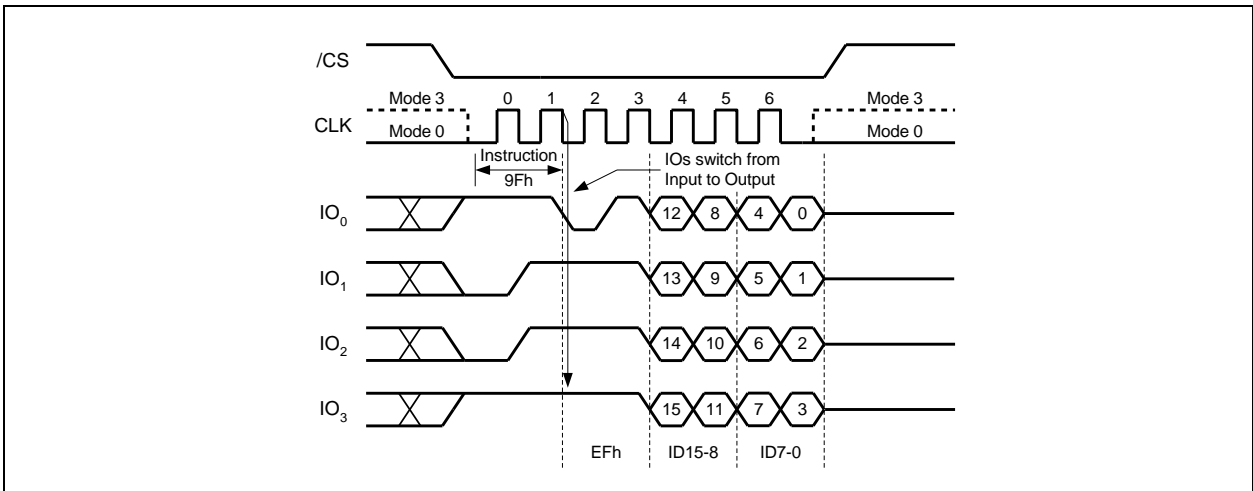 /CS
Mode 3 0 1 2 3 4 5 6 Mode 3
CLK Mode 0 Mode 0
Instruction
9Fh
IOs switch from
Input to Output
IO0 12 8 4 0
IO1 13 9 5 1
IO2 14 10 6 2
IO3 15 11 7 3
EFh ID15-8 ID7-0